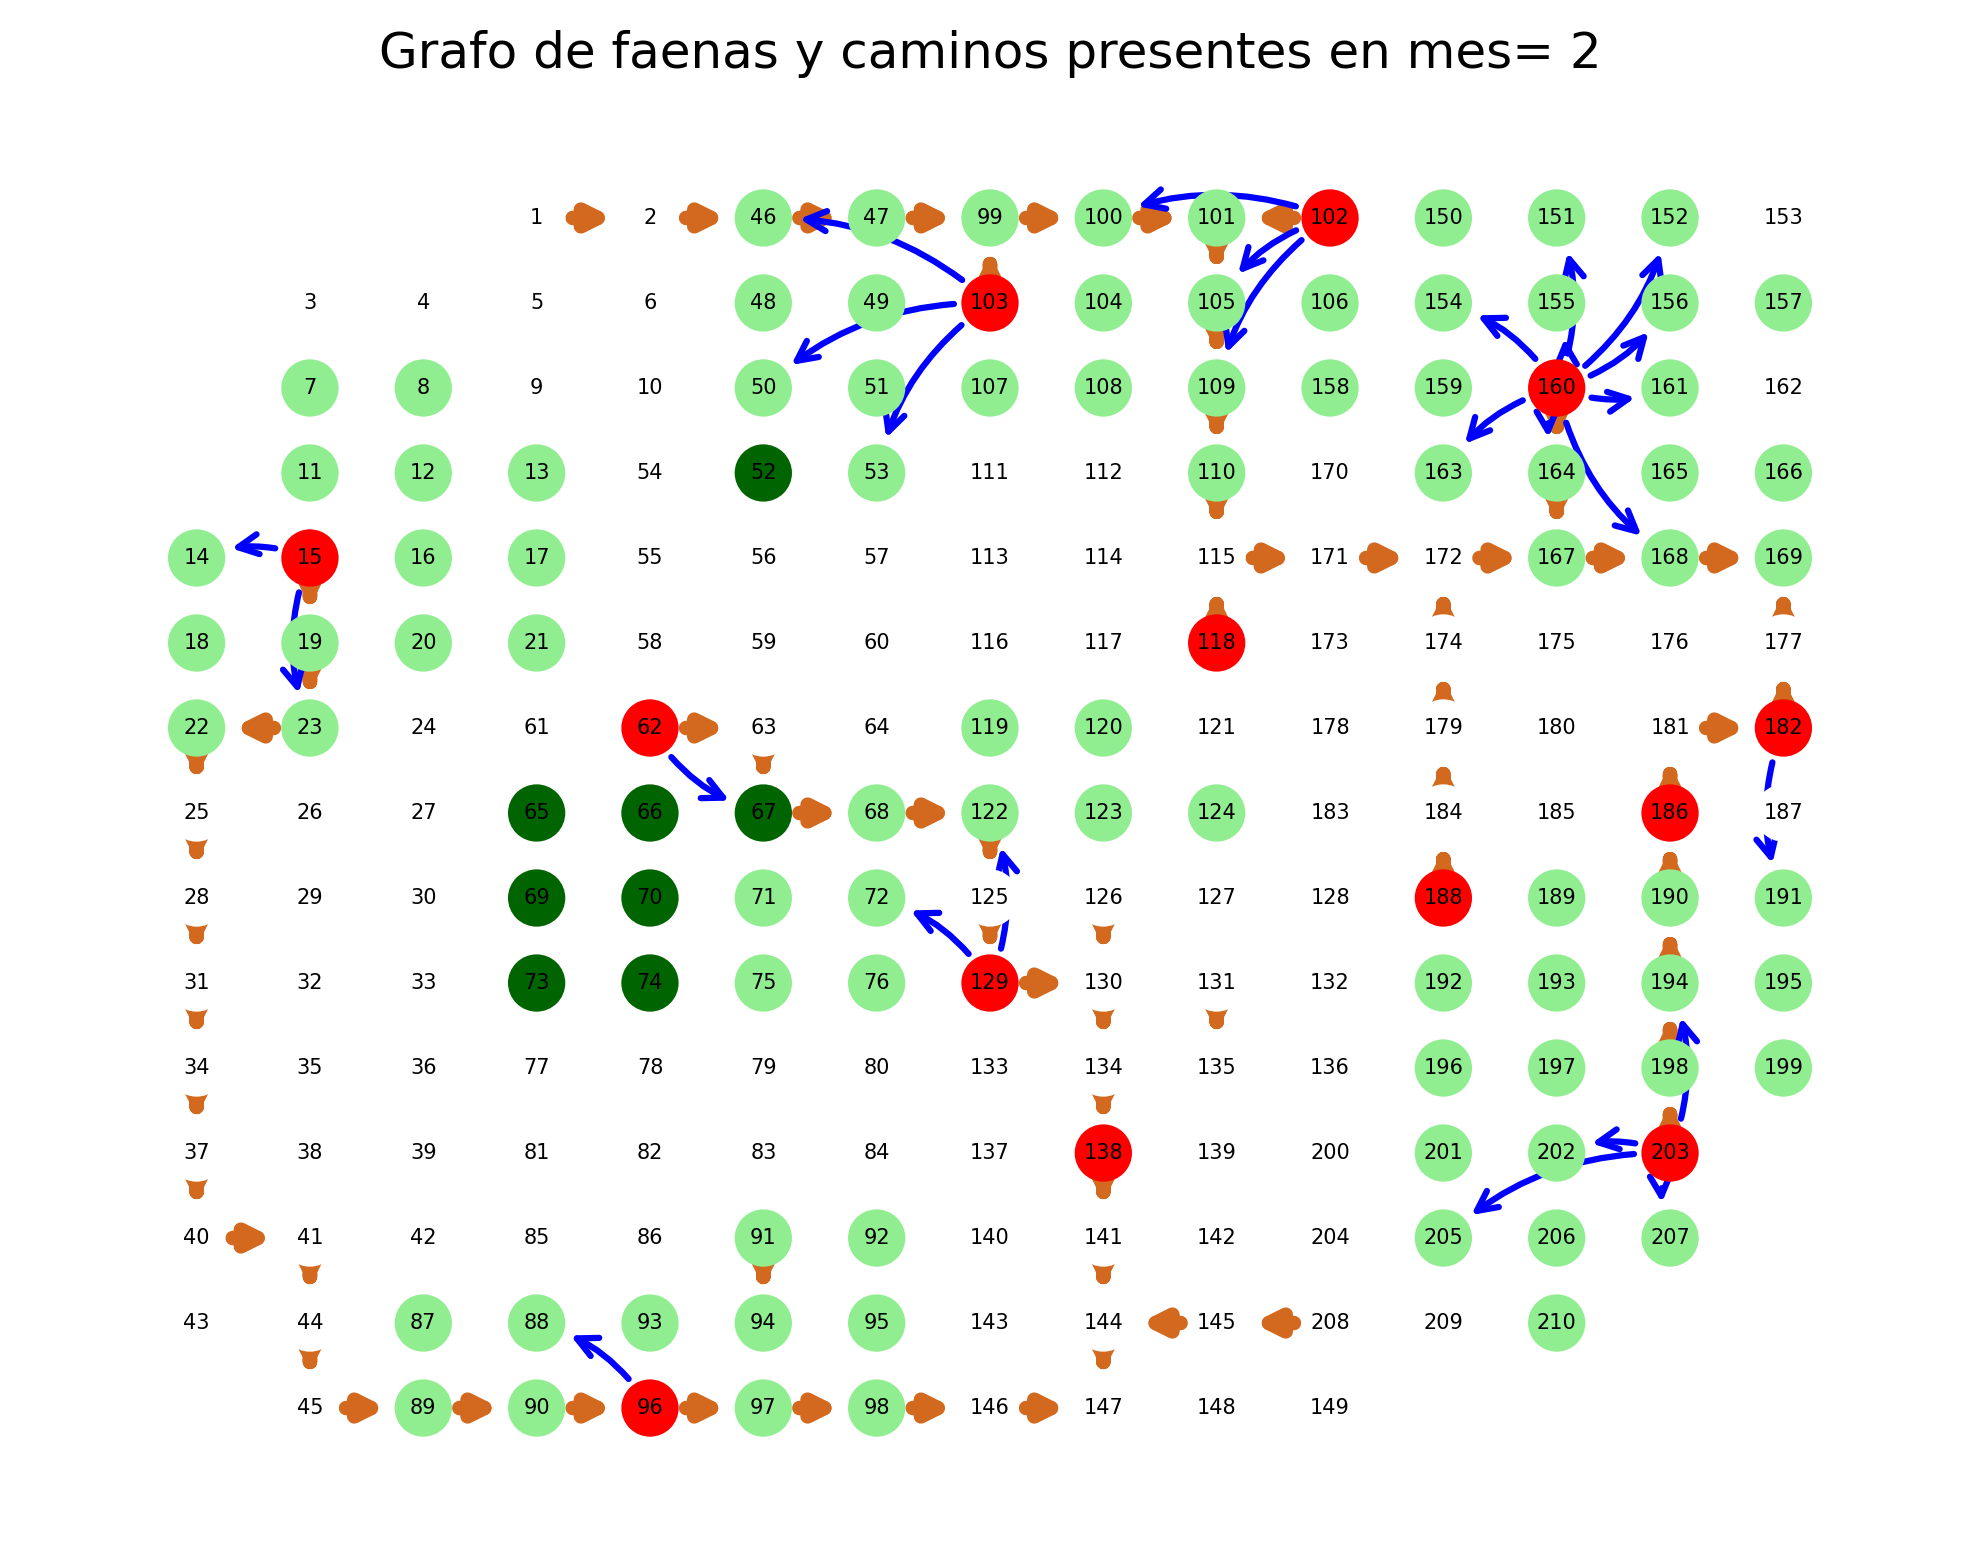 Grafo de faenas y caminos presentes en mes= 2
1 2 46 47 99 100 101 102 150 151 152 153
3 4 5 6 48 49 103 104 105 106 154 155 156 157
7 8 9 10 50 51 107 108 109 158 159 160 161 162
11 12 13 54 52 53 111 112 110 170 163 164 165 166
14 15 16 17 55 56 57 113 114 115 171 172 167 168 169
18 19 20 21 58 59 60 116 117 118 173 174 175 176 177
22 23 24 61 62 63 64 119 120 121 178 179 180 181 182
25 26 27 65 66 67 68 122 123 124 183 184 185 186 187
28 29 30 69 70 71 72 125 126 127 128 188 189 190 191
31 32 33 73 74 75 76 129 130 131 132 192 193 194 195
34 35 36 77 78 79 80 133 134 135 136 196 197 198 199
37 38 39 81 82 83 84 137 138 139 200 201 202 203
40 41 42 85 86 91 92 140 141 142 204 205 206 207
43 44 87 88 93 94 95 143 144 145 208 209 210
45 89 90 96 97 98 146 147 148 149